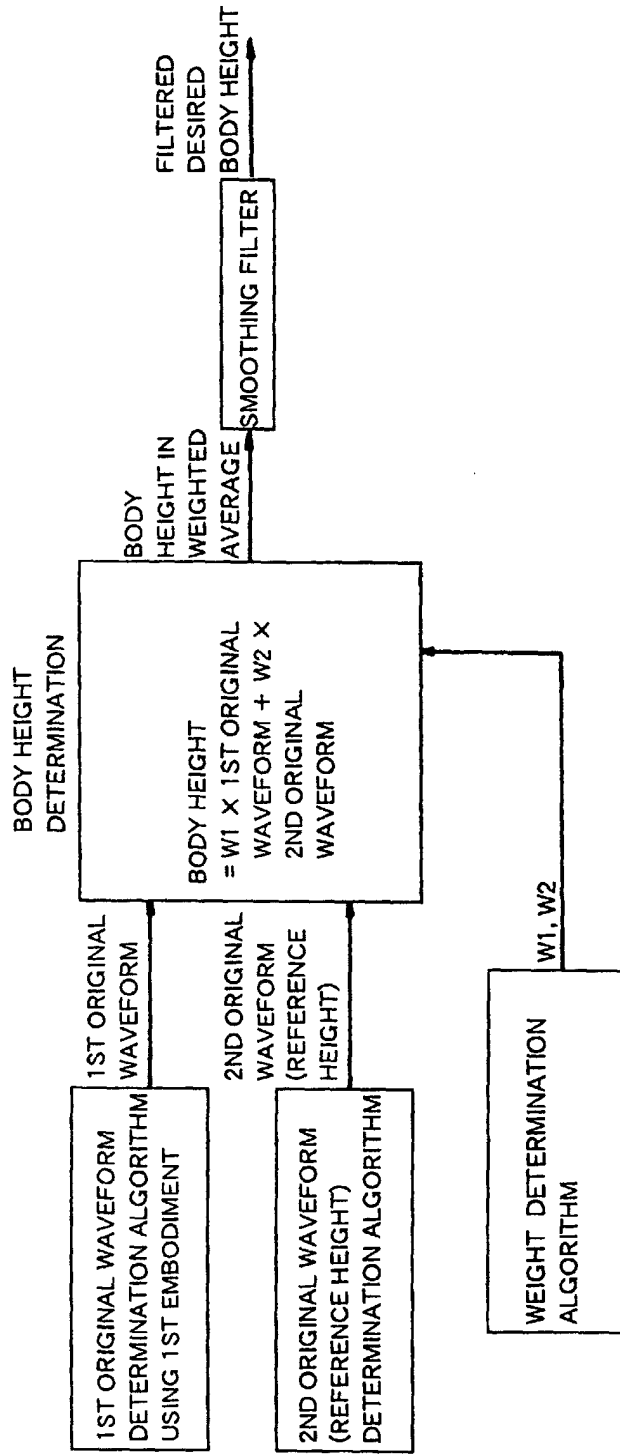 1ST ORIGINAL WAVEFORM
DETERMINATION ALGORITHM
USING 1ST EMBODIMENT
1ST ORIGINAL
WAVEFORM
2ND ORIGINAL WAVEFORM
(REFERENCE HEIGHT)
DETERMINATION ALGORITHM
2ND ORIGINAL
WAVEFORM
(REFERENCE
HEIGHT)
WEIGHT DETERMINATION
ALGORITHM
W1, W2
BODY HEIGHT
DETERMINATION
BODY HEIGHT
= W1 X 1ST ORIGINAL
WAVEFORM + W2 X
2ND ORIGINAL
WAVEFORM
BODY
HEIGHT IN
WEIGHTED
AVERAGE
SMOOTHING FILTER
FILTERED
DESIRED
BODY HEIGHT